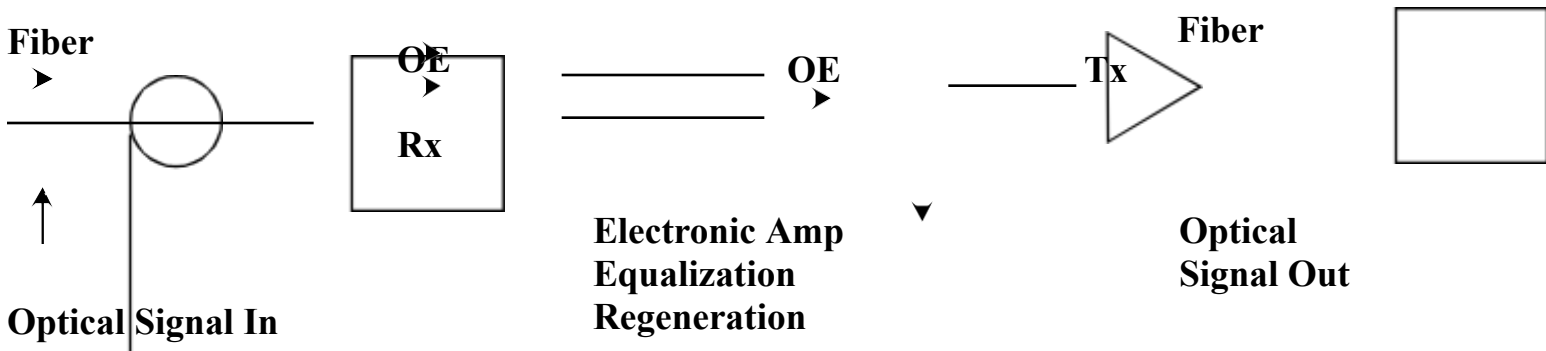 Fiber
OE
Rx
Optical Signal In
OE
Electronic Amp
Equalization
Regeneration
Tx
Fiber
Optical
Signal Out